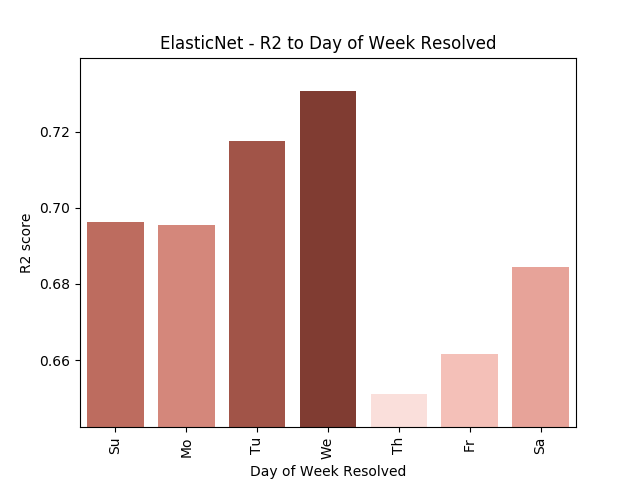 ElasticNet - R2 to Day of Week Resolved
0.72
0.70
0.68
0.66
R2 score
Su Mo Tu We Th Fr Sa
Day of Week Resolved